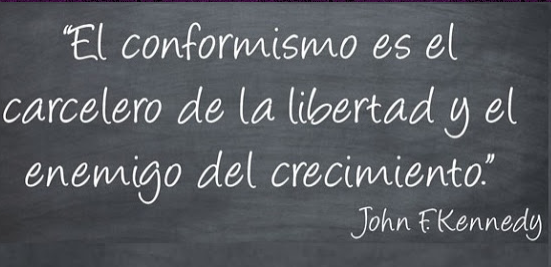 “El conformismo es el
carcelero de la libertad y el
enemigo del crecimiento.”
John F. Kennedy